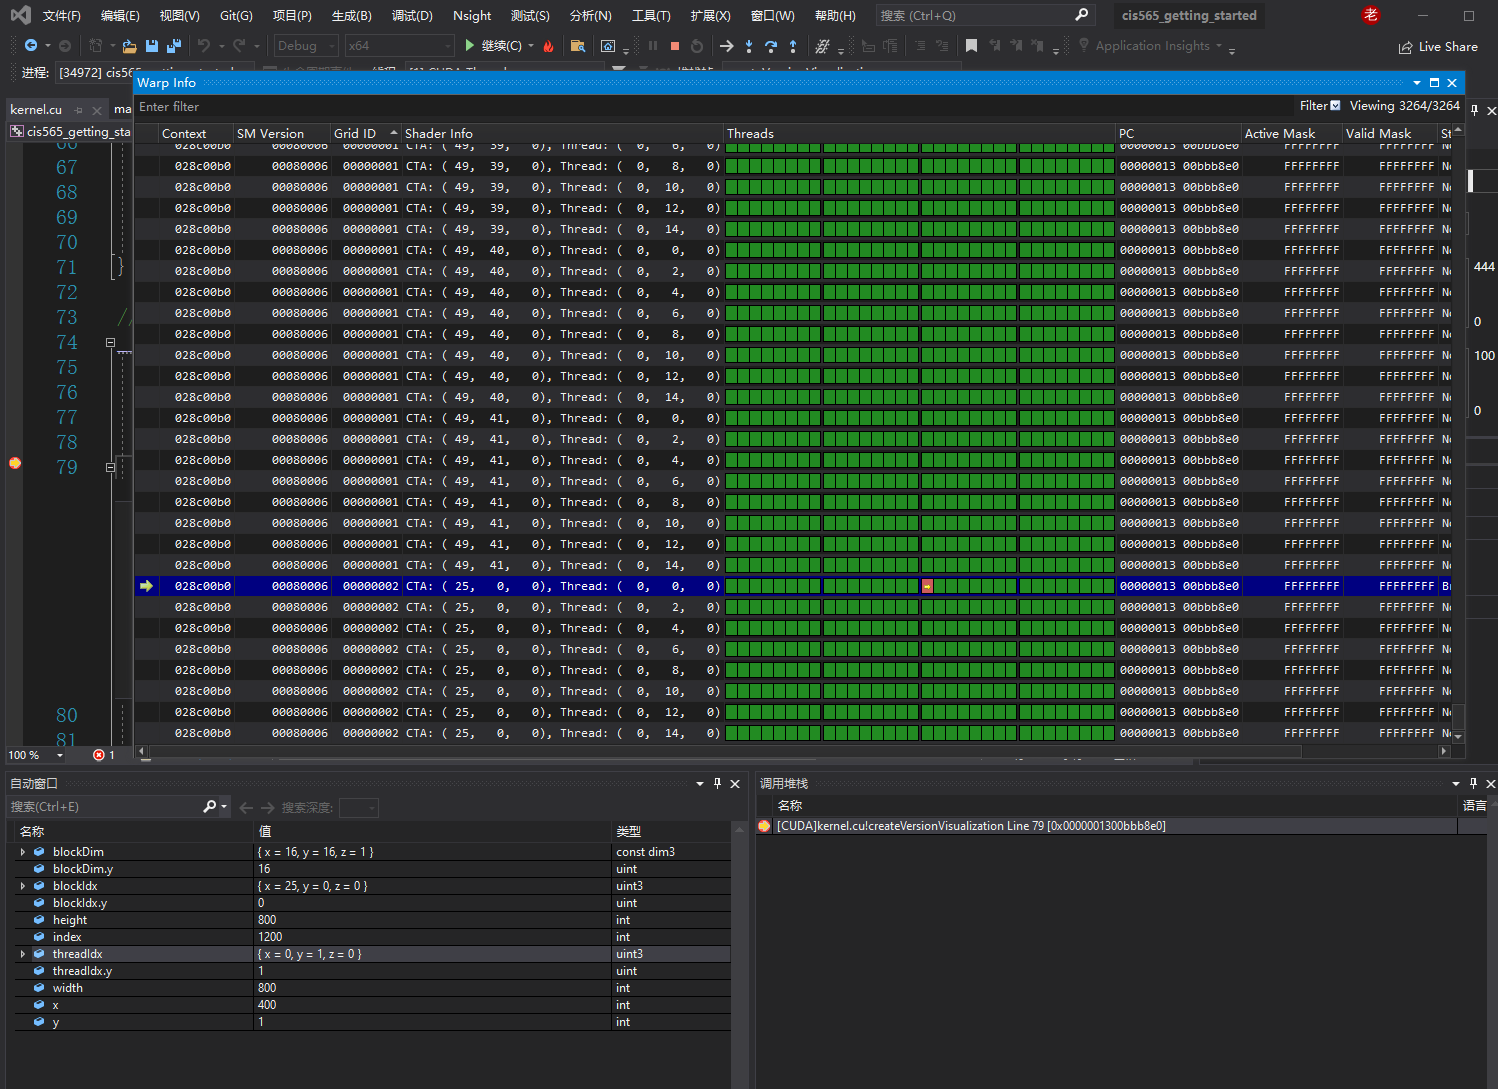 文件(F) 编辑(E) 视图(V) Git(G) 项目(P) 生成(B) 调试(D) Nsight 测试(S) 分析(N) 工具(T) 扩展(X) 窗口(W) 帮助(H) 搜索 (Ctrl+Q) cis565_getting_started 老
Debug x64 继续(C) Application Insights Live Share
进程: [34972] cis565_getting_started
Warp Info
kernel.cu Enter filter Filter Viewing 3264/3264
cis565_getting_sta Context SM Version Grid ID Shader Info Threads PC Active Mask Valid Mask St
66 028c00b0 00080006 00000001 CTA: ( 49, 39, 0), Thread: ( 0, 6, 0) 00000013 00bbb8e0 FFFFFFFF FFFFFFFF
67 028c00b0 00080006 00000001 CTA: ( 49, 39, 0), Thread: ( 0, 8, 0) 00000013 00bbb8e0 FFFFFFFF FFFFFFFF
68 028c00b0 00080006 00000001 CTA: ( 49, 39, 0), Thread: ( 0, 10, 0) 00000013 00bbb8e0 FFFFFFFF FFFFFFFF
69 028c00b0 00080006 00000001 CTA: ( 49, 39, 0), Thread: ( 0, 12, 0) 00000013 00bbb8e0 FFFFFFFF FFFFFFFF
70 028c00b0 00080006 00000001 CTA: ( 49, 39, 0), Thread: ( 0, 14, 0) 00000013 00bbb8e0 FFFFFFFF FFFFFFFF
028c00b0 00080006 00000001 CTA: ( 49, 40, 0), Thread: ( 0, 0, 0) 00000013 00bbb8e0 FFFFFFFF FFFFFFFF
71 } 028c00b0 00080006 00000001 CTA: ( 49, 40, 0), Thread: ( 0, 2, 0) 00000013 00bbb8e0 FFFFFFFF FFFFFFFF 444
72 028c00b0 00080006 00000001 CTA: ( 49, 40, 0), Thread: ( 0, 4, 0) 00000013 00bbb8e0 FFFFFFFF FFFFFFFF
73 // 028c00b0 00080006 00000001 CTA: ( 49, 40, 0), Thread: ( 0, 6, 0) 00000013 00bbb8e0 FFFFFFFF FFFFFFFF 0
74 028c00b0 00080006 00000001 CTA: ( 49, 40, 0), Thread: ( 0, 8, 0) 00000013 00bbb8e0 FFFFFFFF FFFFFFFF
75 028c00b0 00080006 00000001 CTA: ( 49, 40, 0), Thread: ( 0, 10, 0) 00000013 00bbb8e0 FFFFFFFF FFFFFFFF 100
028c00b0 00080006 00000001 CTA: ( 49, 40, 0), Thread: ( 0, 12, 0) 00000013 00bbb8e0 FFFFFFFF FFFFFFFF
76 028c00b0 00080006 00000001 CTA: ( 49, 40, 0), Thread: ( 0, 14, 0) 00000013 00bbb8e0 FFFFFFFF FFFFFFFF
77 028c00b0 00080006 00000001 CTA: ( 49, 41, 0), Thread: ( 0, 0, 0) 00000013 00bbb8e0 FFFFFFFF FFFFFFFF 0
78 028c00b0 00080006 00000001 CTA: ( 49, 41, 0), Thread: ( 0, 2, 0) 00000013 00bbb8e0 FFFFFFFF FFFFFFFF
79 028c00b0 00080006 00000001 CTA: ( 49, 41, 0), Thread: ( 0, 4, 0) 00000013 00bbb8e0 FFFFFFFF FFFFFFFF
028c00b0 00080006 00000001 CTA: ( 49, 41, 0), Thread: ( 0, 6, 0) 00000013 00bbb8e0 FFFFFFFF FFFFFFFF
028c00b0 00080006 00000001 CTA: ( 49, 41, 0), Thread: ( 0, 8, 0) 00000013 00bbb8e0 FFFFFFFF FFFFFFFF
028c00b0 00080006 00000001 CTA: ( 49, 41, 0), Thread: ( 0, 10, 0) 00000013 00bbb8e0 FFFFFFFF FFFFFFFF
028c00b0 00080006 00000001 CTA: ( 49, 41, 0), Thread: ( 0, 12, 0) 00000013 00bbb8e0 FFFFFFFF FFFFFFFF
028c00b0 00080006 00000001 CTA: ( 49, 41, 0), Thread: ( 0, 14, 0) 00000013 00bbb8e0 FFFFFFFF FFFFFFFF
028c00b0 00080006 00000002 CTA: ( 25, 0, 0), Thread: ( 0, 0, 0) 00000013 00bbb8e0 FFFFFFFF FFFFFFFF
028c00b0 00080006 00000002 CTA: ( 25, 0, 0), Thread: ( 0, 2, 0) 00000013 00bbb8e0 FFFFFFFF FFFFFFFF
028c00b0 00080006 00000002 CTA: ( 25, 0, 0), Thread: ( 0, 4, 0) 00000013 00bbb8e0 FFFFFFFF FFFFFFFF
028c00b0 00080006 00000002 CTA: ( 25, 0, 0), Thread: ( 0, 6, 0) 00000013 00bbb8e0 FFFFFFFF FFFFFFFF
028c00b0 00080006 00000002 CTA: ( 25, 0, 0), Thread: ( 0, 8, 0) 00000013 00bbb8e0 FFFFFFFF FFFFFFFF
028c00b0 00080006 00000002 CTA: ( 25, 0, 0), Thread: ( 0, 10, 0) 00000013 00bbb8e0 FFFFFFFF FFFFFFFF
80 028c00b0 00080006 00000002 CTA: ( 25, 0, 0), Thread: ( 0, 12, 0) 00000013 00bbb8e0 FFFFFFFF FFFFFFFF
81 028c00b0 00080006 00000002 CTA: ( 25, 0, 0), Thread: ( 0, 14, 0) 00000013 00bbb8e0 FFFFFFFF FFFFFFFF
100 % 1
自动窗口
搜索(Ctrl+E) 搜索深度:
名称 值 类型
blockDim { x = 16, y = 16, z = 1 } const dim3
blockDim.y 16 uint
blockIdx { x = 25, y = 0, z = 0 } uint3
blockIdx.y 0 uint
height 800 int
index 1200 int
threadIdx { x = 0, y = 1, z = 0 } uint3
threadIdx.y 1 uint
width 800 int
x 400 int
y 1 int
调用堆栈
名称 语言
[CUDA]kernel.cu!createVersionVisualization Line 79 [0x0000001300bbb8e0]